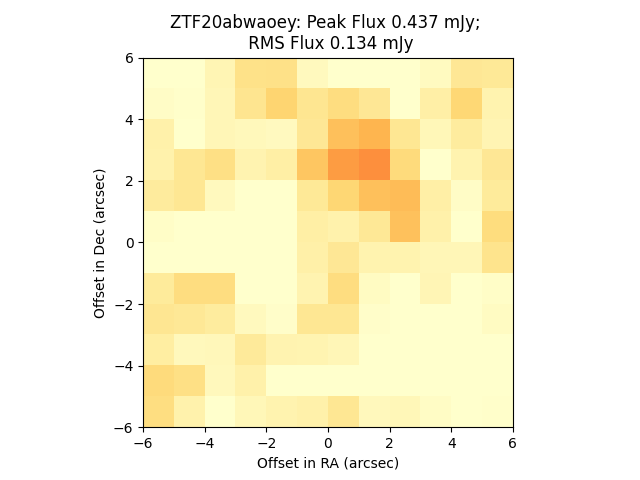 ZTF20abwaoey: Peak Flux 0.437 mJy;
RMS Flux 0.134 mJy
6
4
2
0
−2
−4
−6
Offset in Dec (arcsec)
−6 −4 −2 0 2 4 6
Offset in RA (arcsec)